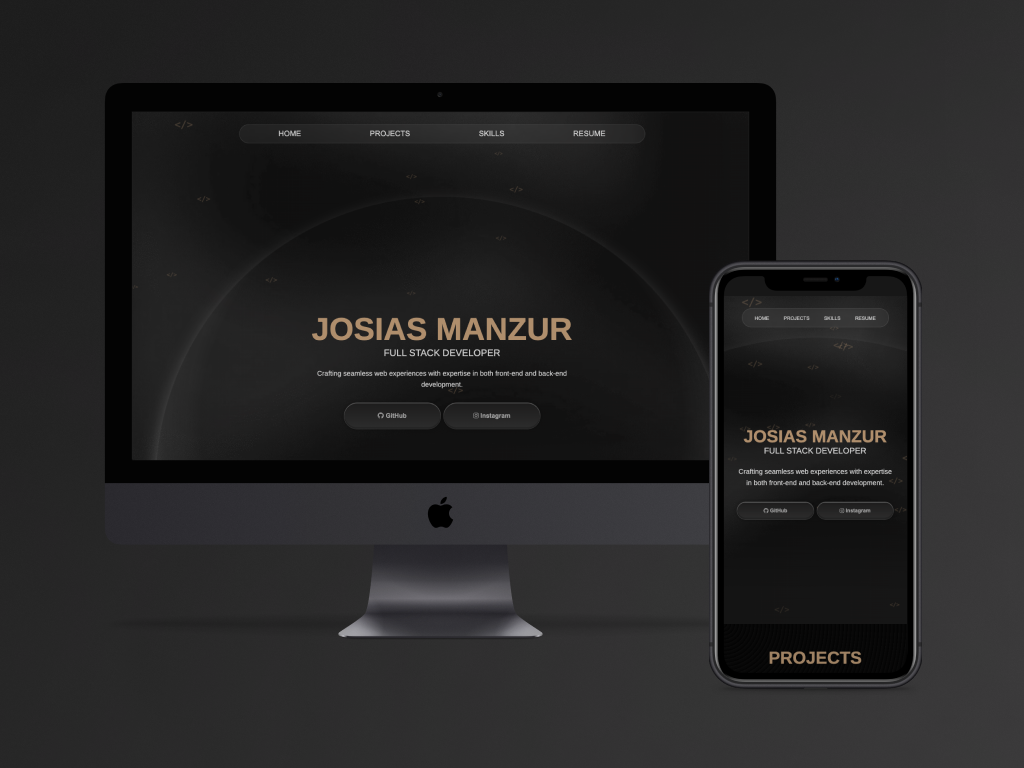 </>
HOME PROJECTS SKILLS RESUME
</>
</>
</>
</>
</>
</>
</>
</>
</>
JOSIAS MANZUR
FULL STACK DEVELOPER
Crafting seamless web experiences with expertise in both front-end and back-end
development.
</>
GitHub Instagram
</>
HOME PROJECTS SKILLS RESUME
</>
</>
</>
JOSIAS MANZUR
FULL STACK DEVELOPER
Crafting seamless web experiences with expertise
in both front-end and back-end development.
</>
GitHub Instagram
</>
</>
</>
PROJECTS